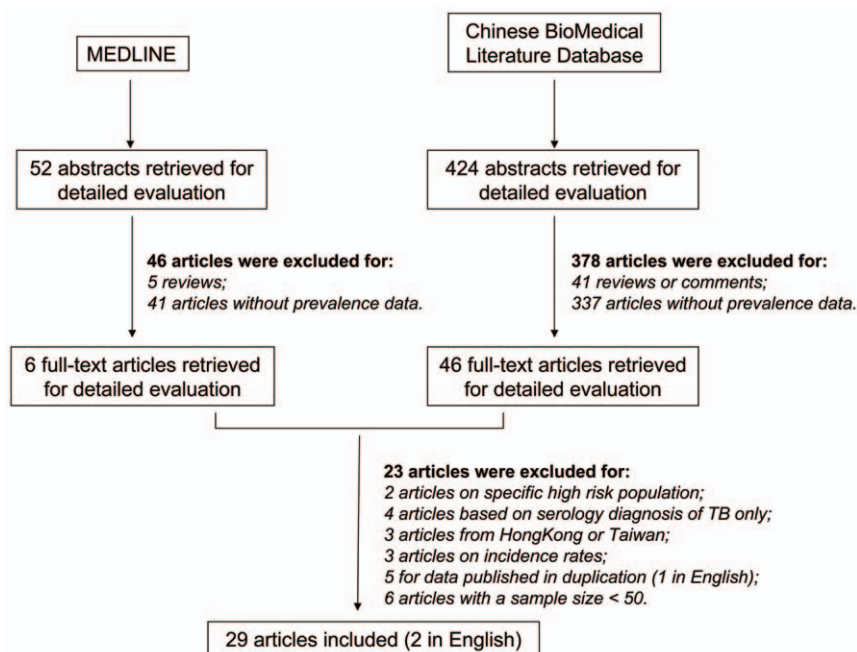 MEDLINE
Chinese BioMedical
Literature Database
52 abstracts retrieved for
detailed evaluation
424 abstracts retrieved for
detailed evaluation
46 articles were excluded for:
5 reviews;
41 articles without prevalence data.
378 articles were excluded for:
41 reviews or comments;
337 articles without prevalence data.
6 full-text articles retrieved
for detailed evaluation
46 full-text articles retrieved
for detailed evaluation
23 articles were excluded for:
2 articles on specific high risk population;
4 articles based on serology diagnosis of TB only;
3 articles from HongKong or Taiwan;
3 articles on incidence rates;
5 for data published in duplication (1 in English);
6 articles with a sample size < 50.
29 articles included (2 in English)